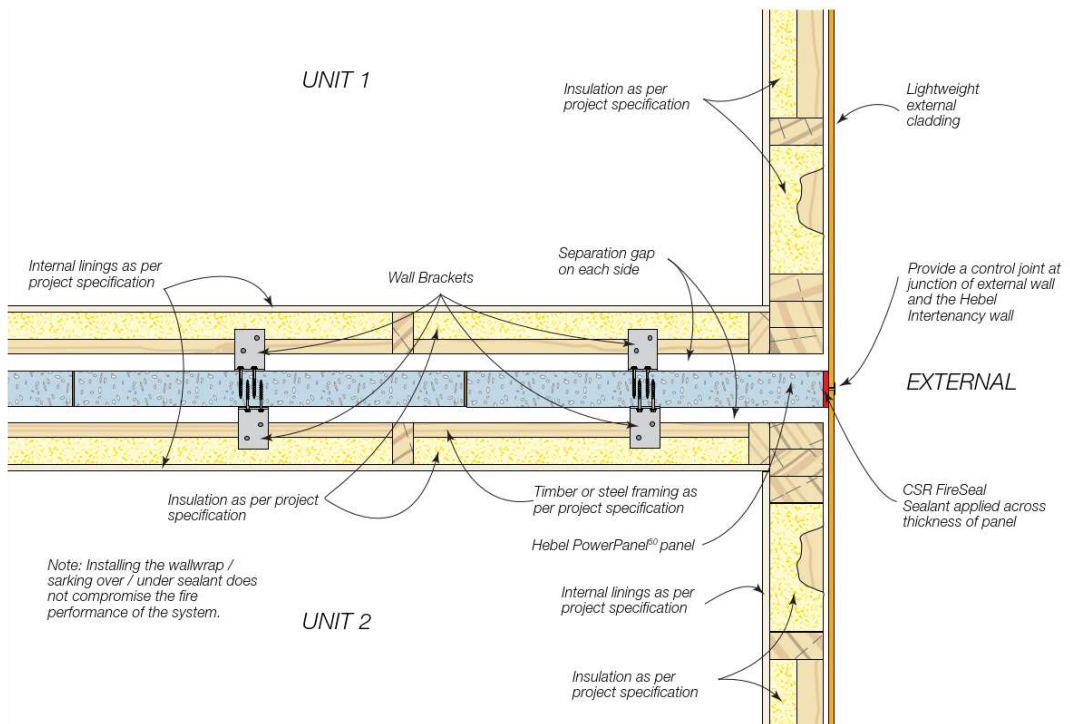 UNIT 1
Insulation as per
project specification
Lightweight
external
cladding
Internal linings as per
project specification
Wall Brackets
Separation gap
on each side
Provide a control joint at
junction of external wall
and the Hebel
Intertenancy wall
EXTERNAL
Insulation as per project
specification
Timber or steel framing as
per project specification
CSR FireSeal
Sealant applied across
thickness of panel
Hebel PowerPanel⁵⁰ panel
Note: Installing the wallwrap /
sarking over / under sealant does
not compromise the fire
performance of the system.
Internal linings as per
project specification
UNIT 2
Insulation as per
project specification